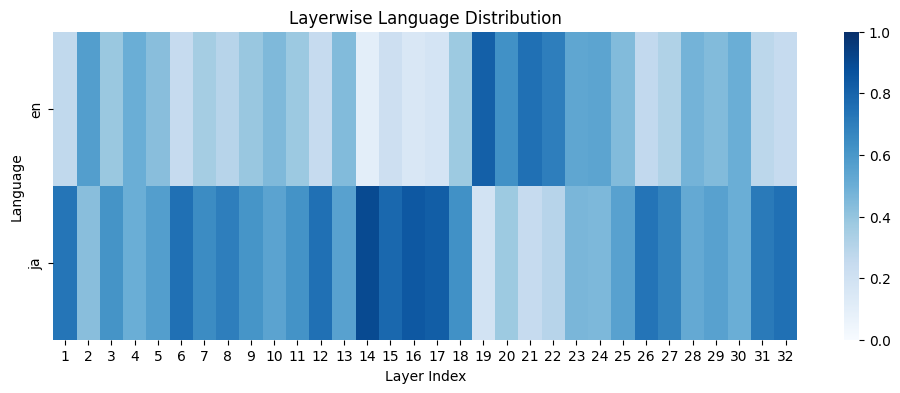 Layerwise Language Distribution
Language
en
ja
1 2 3 4 5 6 7 8 9 10 11 12 13 14 15 16 17 18 19 20 21 22 23 24 25 26 27 28 29 30 31 32
Layer Index
1.0
0.8
0.6
0.4
0.2
0.0